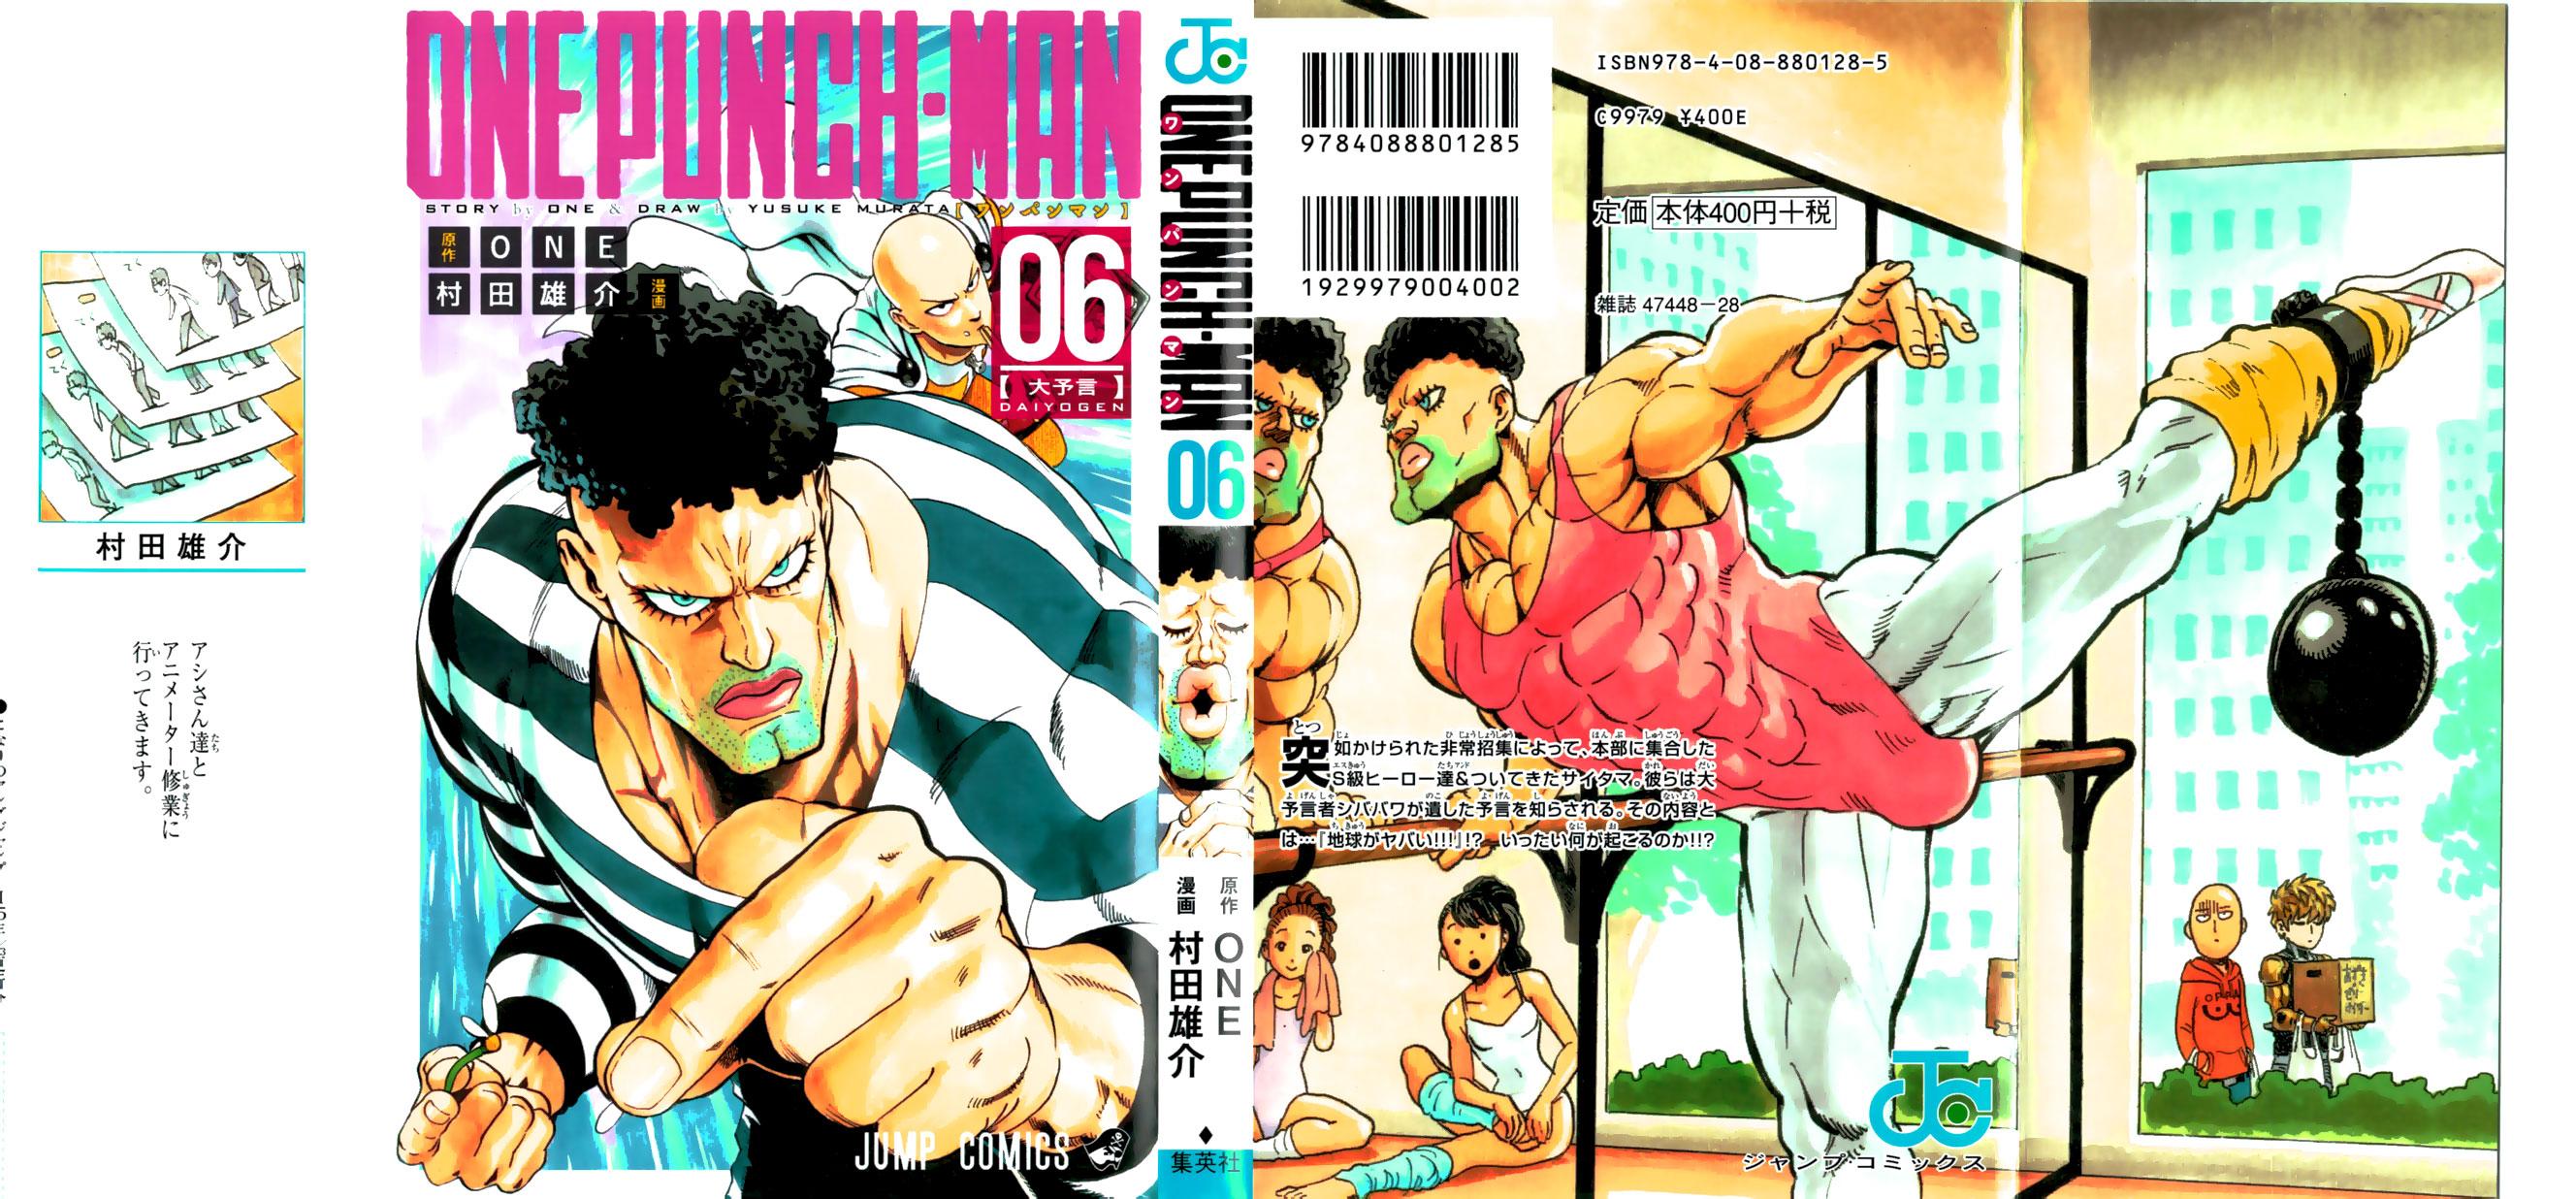 村田雄介
アシさん達と
アニメーター修業に
行ってきます。
ONEPUNCH-MAN
STORY by ONE & DRAW by YUSUKE MURATA【ワンパンマン】
原作 ONE
村田雄介 漫画
06
【大予言】
DAIYOGEN
JUMP COMICS
JC
ONEPUNCH-MAN
ワンパンマン
06
原作 ONE
漫画 村田雄介
集英社
9784088801285
1929979004002
ISBN978-4-08-880128-5
C9979 ¥400E
定価 本体400円+税
雑誌 47448-28
突如かけられた非常招集によって、本部に集合した
S級ヒーロー達&ついてきたサイタマ。彼らは大
予言者シババワが遺した予言を知らされる。その内容と
は…『地球がヤバい!!!』!? いったい何が起こるのか!!?
JC
ジャンプ・コミックス